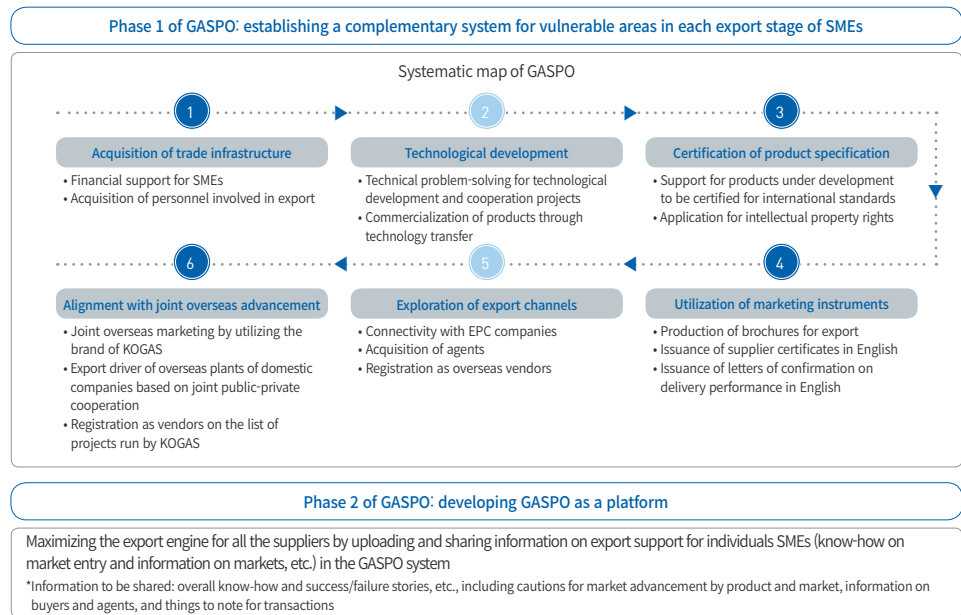 Phase 1 of GASPO: establishing a complementary system for vulnerable areas in each export stage of SMEs
Systematic map of GASPO
1
Acquisition of trade infrastructure
• Financial support for SMEs
• Acquisition of personnel involved in export
2
Technological development
• Technical problem-solving for technological
development and cooperation projects
• Commercialization of products through
technology transfer
3
Certification of product specification
• Support for products under development
to be certified for international standards
• Application for intellectual property rights
4
Utilization of marketing instruments
• Production of brochures for export
• Issuance of supplier certificates in English
• Issuance of letters of confirmation on
delivery performance in English
5
Exploration of export channels
• Connectivity with EPC companies
• Acquisition of agents
• Registration as overseas vendors
6
Alignment with joint overseas advancement
• Joint overseas marketing by utilizing the
brand of KOGAS
• Export driver of overseas plants of domestic
companies based on joint public-private
cooperation
• Registration as vendors on the list of
projects run by KOGAS
Phase 2 of GASPO: developing GASPO as a platform
Maximizing the export engine for all the suppliers by uploading and sharing information on export support for individuals SMEs (know-how on
market entry and information on markets, etc.) in the GASPO system
*Information to be shared: overall know-how and success/failure stories, etc., including cautions for market advancement by product and market, information on
buyers and agents, and things to note for transactions